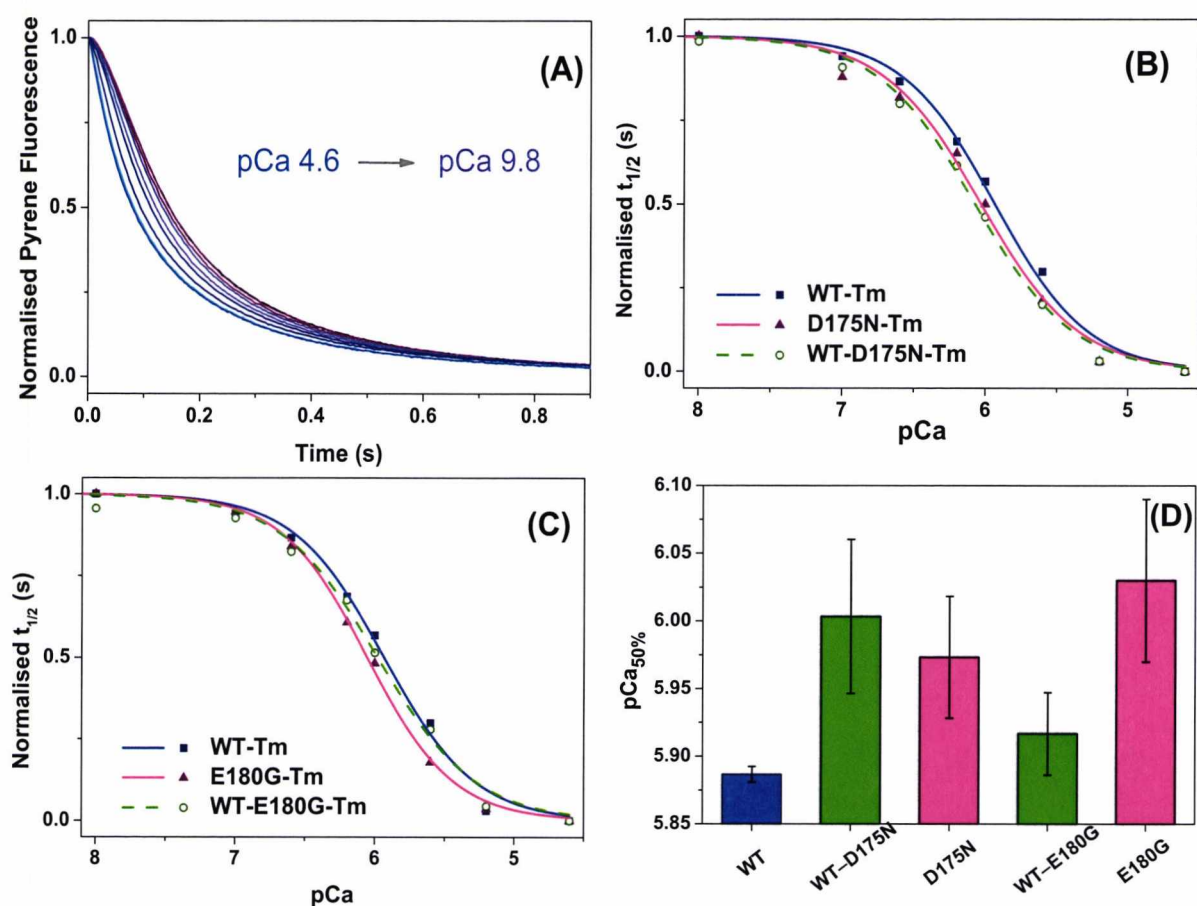 Normalised Pyrene Fluorescence
1.0
0.5
0.0
(A)
pCa 4.6 → pCa 9.8
0.0 0.2 0.4 0.6 0.8
Time (s)
Normalised t1/2 (s)
1.0
0.5
0.0
(B)
WT-Tm
D175N-Tm
WT-D175N-Tm
8 7 6 5
pCa
Normalised t1/2 (s)
1.0
0.5
0.0
(C)
WT-Tm
E180G-Tm
WT-E180G-Tm
8 7 6 5
pCa
pCa50%
6.10
6.05
6.00
5.95
5.90
5.85
(D)
WT
WT–D175N
D175N
WT–E180G
E180G